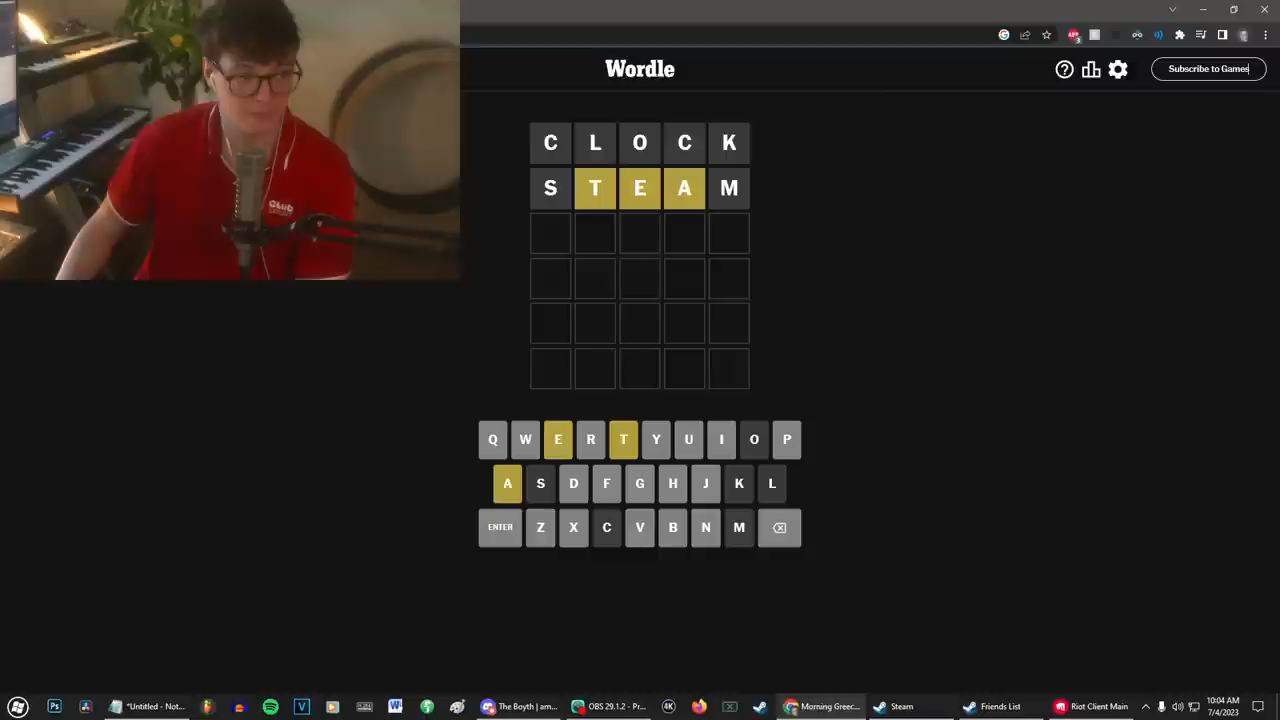 Wordle
Subscribe to Games
C L O C K
S T E A M
Q W E R T Y U I O P
A S D F G H J K L
ENTER Z X C V B N M
*Untitled - Not...
The Boyth | am...
OBS 29.1.2 - Pr...
Morning Greec...
Steam
Friends List
Riot Client Main
10:04 AM
7/4/2023